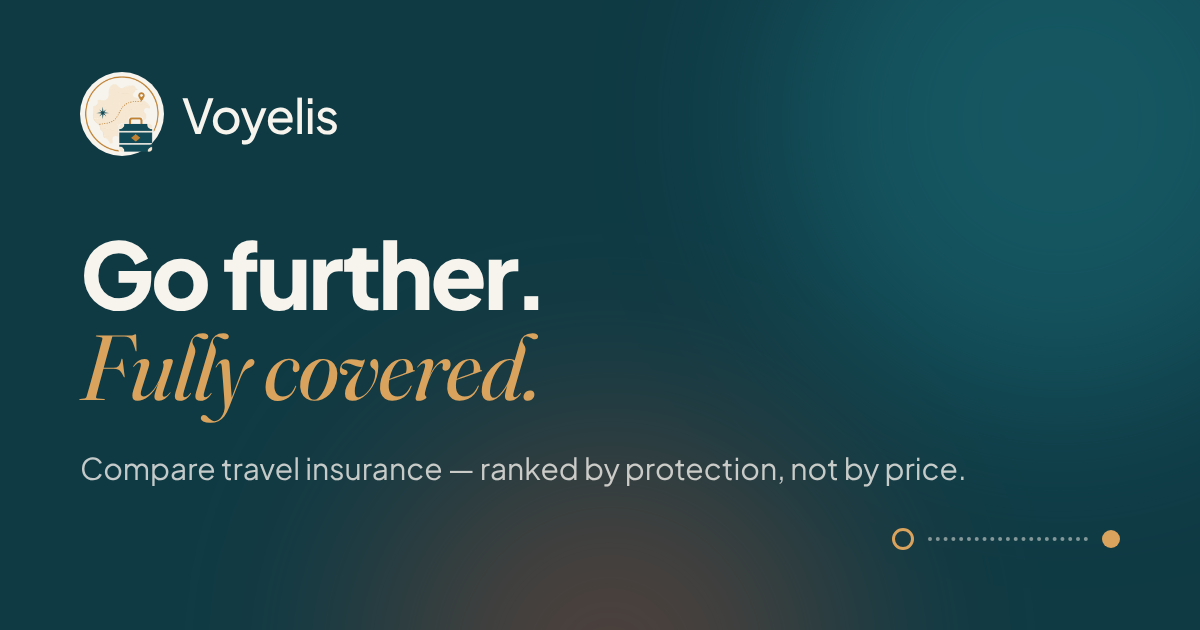 Voyelis
Go further.
Fully covered.
Compare travel insurance — ranked by protection, not by price.